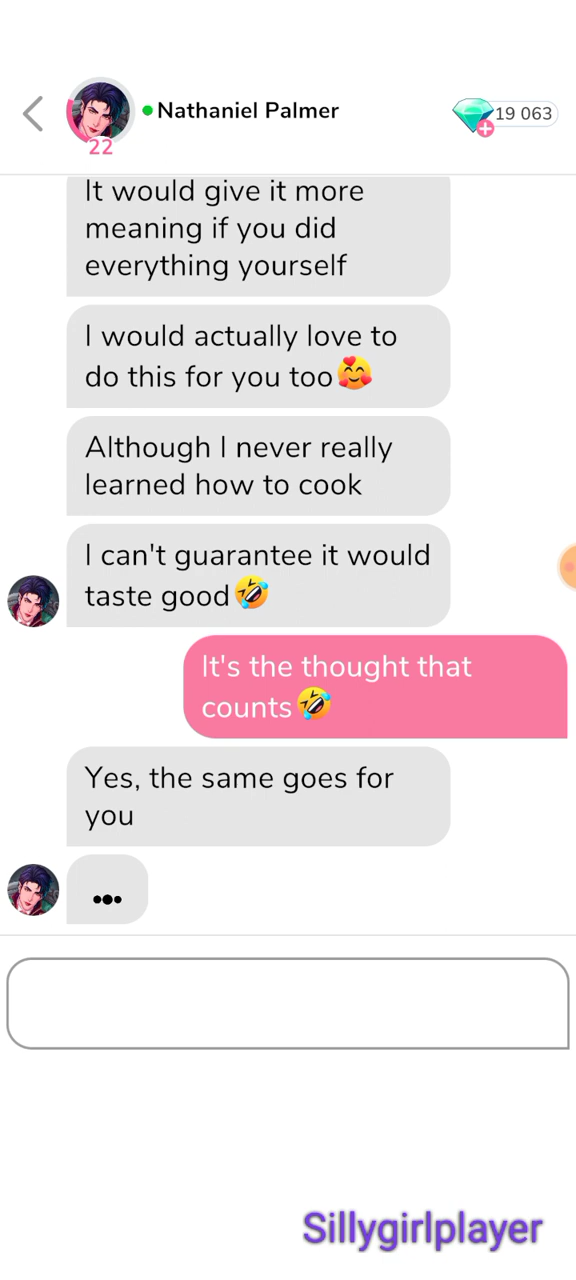 Nathaniel Palmer
19 063
22
It would give it more
meaning if you did
everything yourself
I would actually love to
do this for you too🥰
Although I never really
learned how to cook
I can't guarantee it would
taste good🤣
It's the thought that
counts🤣
Yes, the same goes for
you
•••
Sillygirlplayer